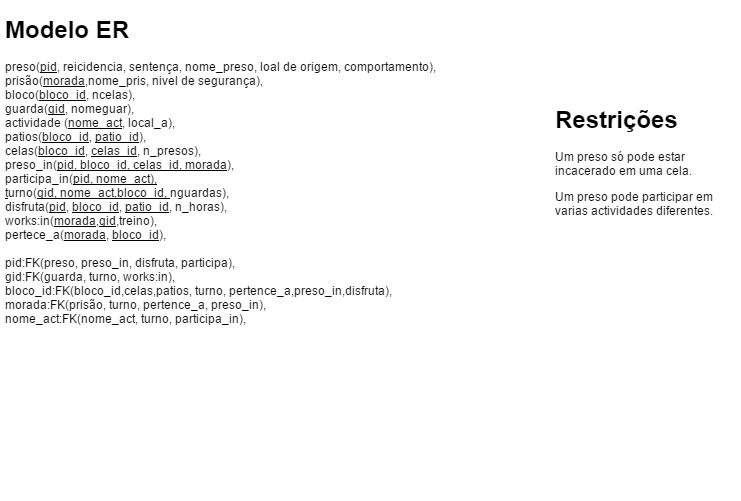 Modelo ER
preso(pid, reicidencia, sentença, nome_preso, loal de origem, comportamento),
prisão(morada,nome_pris, nivel de segurança),
bloco(bloco_id, ncelas),
guarda(gid, nomeguar),
actividade (nome_act, local_a),
patios(bloco_id, patio_id),
celas(bloco_id, celas_id, n_presos),
preso_in(pid, bloco_id, celas_id, morada),
participa_in(pid, nome_act),
turno(gid, nome_act,bloco_id, nguardas),
disfruta(pid, bloco_id, patio_id, n_horas),
works:in(morada,gid,treino),
pertece_a(morada, bloco_id),
pid:FK(preso, preso_in, disfruta, participa),
gid:FK(guarda, turno, works:in),
bloco_id:FK(bloco_id,celas,patios, turno, pertence_a,preso_in,disfruta),
morada:FK(prisão, turno, pertence_a, preso_in),
nome_act:FK(nome_act, turno, participa_in),
Restrições
Um preso só pode estar
incacerado em uma cela.
Um preso pode participar em
varias actividades diferentes.